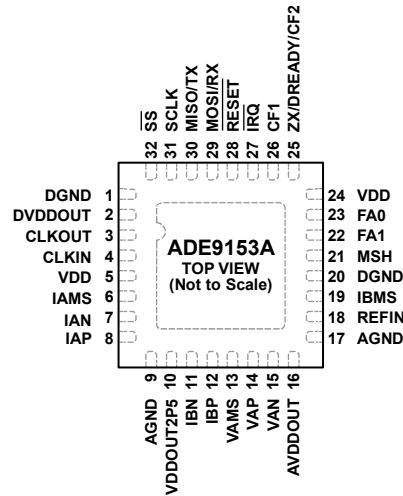 SS
SCLK
MISO/TX
MOSI/RX
RESET
IRQ
CF1
ZX/DREADY/CF2
32 31 30 29 28 27 26 25
DGND 1
DVDDOUT 2
CLKOUT 3
CLKIN 4
VDD 5
IAMS 6
IAN 7
IAP 8
ADE9153A
TOP VIEW
(Not to Scale)
24 VDD
23 FA0
22 FA1
21 MSH
20 DGND
19 IBMS
18 REFIN
17 AGND
9 10 11 12 13 14 15 16
AGND
VDDOUT2P5
IBN
IBP
VAMS
VAP
VAN
AVDDOUT